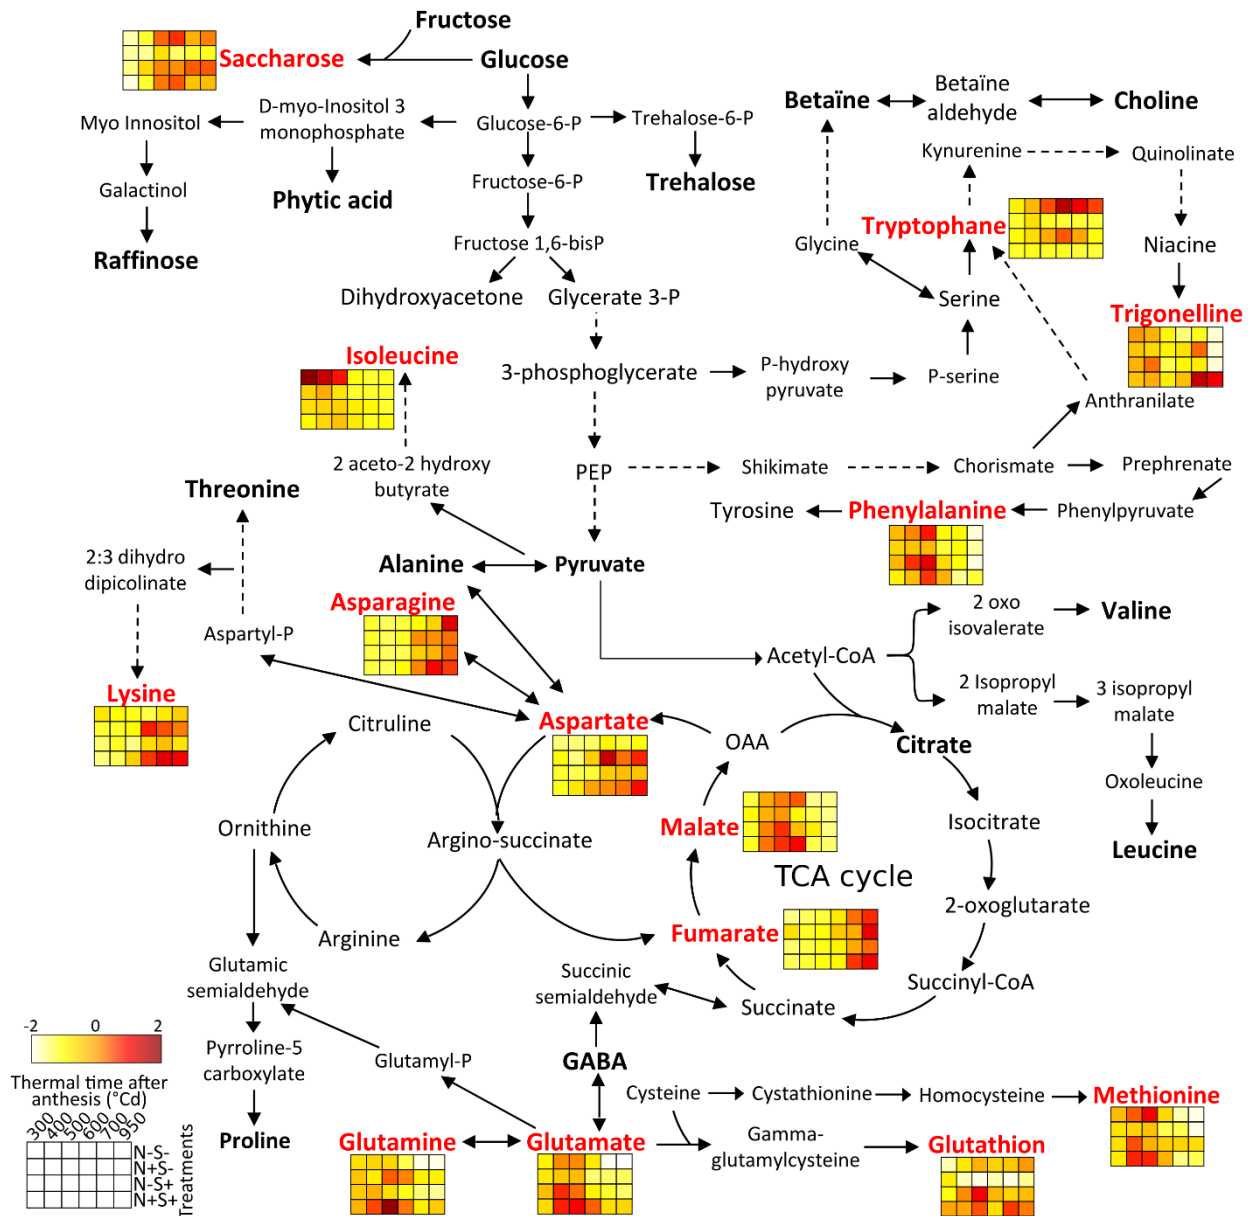 Fructose
Saccharose
Glucose
D-myo-Inositol 3
monophosphate
Myo Innositol
Glucose-6-P
Trehalose-6-P
Galactinol
Phytic acid
Fructose-6-P
Trehalose
Raffinose
Fructose 1,6-bisP
Dihydroxyacetone
Glycerate 3-P
Betaïne
Betaïne
aldehyde
Choline
Kynurenine
Quinolinate
Tryptophane
Glycine
Niacine
Serine
Trigonelline
Isoleucine
3-phosphoglycerate
P-hydroxy
pyruvate
P-serine
Anthranilate
2 aceto-2 hydroxy
butyrate
PEP
Shikimate
Chorismate
Prephrenate
Threonine
Tyrosine
Phenylalanine
Phenylpyruvate
2:3 dihydro
dipicolinate
Alanine
Pyruvate
Asparagine
2 oxo
isovalerate
Valine
Aspartyl-P
Acetyl-CoA
Lysine
2 Isopropyl
malate
3 isopropyl
malate
Citruline
Aspartate
OAA
Citrate
Oxoleucine
Ornithine
Argino-succinate
Malate
Isocitrate
Leucine
TCA cycle
2-oxoglutarate
Arginine
Fumarate
Glutamic
semialdehyde
Succinic
semialdehyde
Succinyl-CoA
Succinate
-2 0 2
Pyrroline-5
carboxylate
Glutamyl-P
GABA
Thermal time after
anthesis (°Cd)
Cysteine
Cystathionine
Homocysteine
Methionine
300 400 500 600 700 950
Proline
Glutamine
Glutamate
Gamma-
glutamylcysteine
Glutathion
N-S-
N+S-
N-S+
N+S+
Treatments